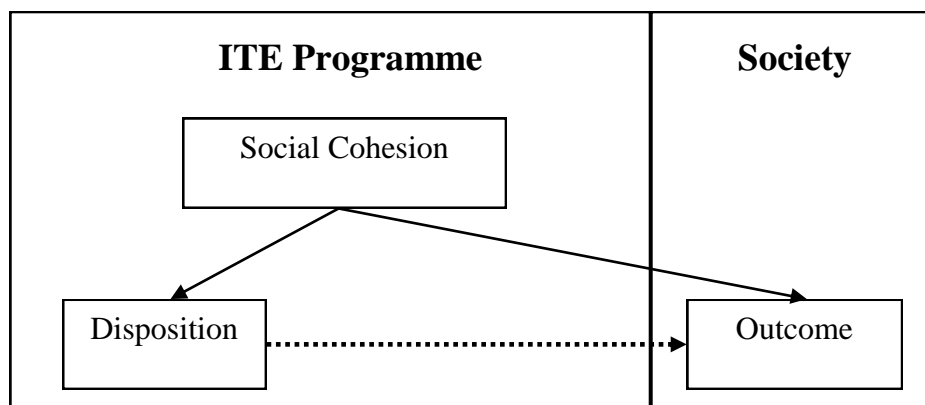 ITE Programme
Society
Social Cohesion
Disposition
Outcome